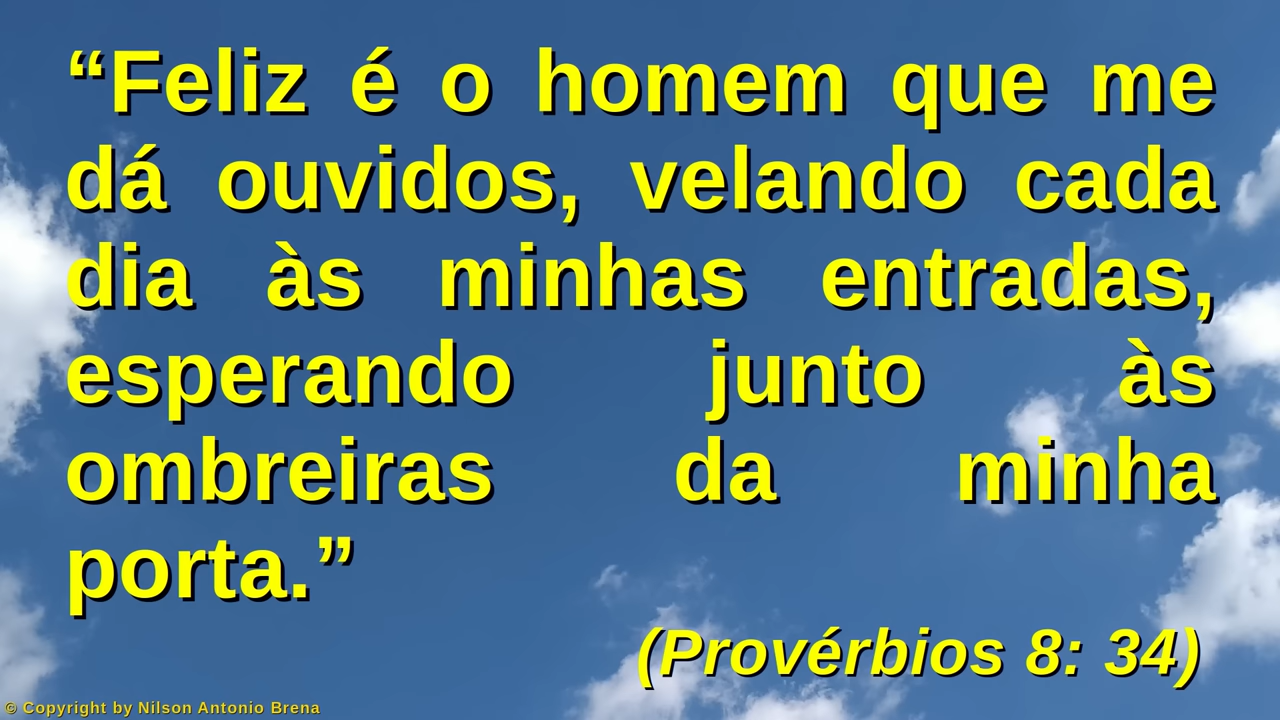 “Feliz é o homem que me
dá ouvidos, velando cada
dia às minhas entradas,
esperando junto às
ombreiras da minha
porta.”
(Provérbios 8: 34)
© Copyright by Nilson Antonio Brena